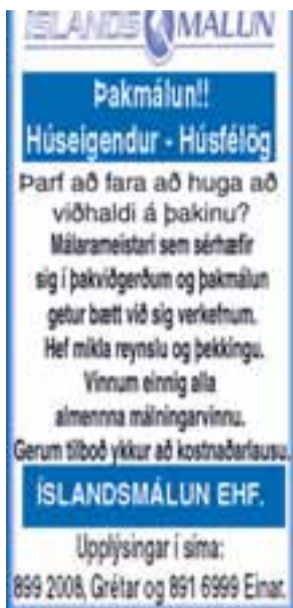 ÍSLANDS MÁLUN
Þakmálun!!
Húseigendur - Húsfélög
Þarf að fara að huga að
viðhaldi á þakinu?
Málarameistari sem sérhæfir
sig í þakviðgerðum og þakmálun
getur bætt við sig verkefnum.
Hef mikla reynslu og þekkingu.
Vinnum einnig alla
almennna málningarvinnu.
Gerum tilboð ykkur að kostnaðarlausu.
ÍSLANDSMÁLUN EHF.
Upplýsingar í síma:
899 2008, Grétar og 891 6999 Einar.